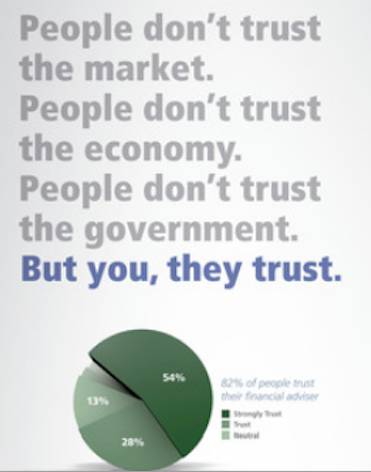 People don't trust
the market.
People don't trust
the economy.
People don't trust
the government.
But you, they trust.
54%
13%
28%
82% of people trust
their financial adviser
Strongly Trust
Trust
Neutral